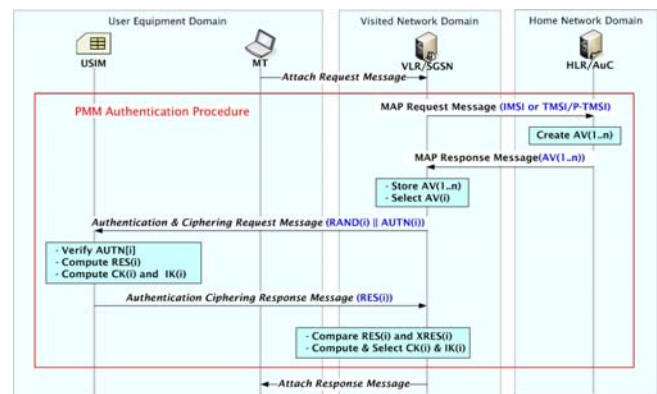 User Equipment Domain
Visited Network Domain
Home Network Domain
USIM
MT
VLR/SGSN
HLR/AuC
Attach Request Message
PMM Authentication Procedure
MAP Request Message (IMSI or TMSI/P-TMSI)
Create AV(1..n)
MAP Response Message(AV(1..n))
- Store AV(1..n)
- Select AV(i)
Authentication & Ciphering Request Message (RAND(i) || AUTN(i))
- Verify AUTN[i]
- Compute RES(i)
- Compute CK(i) and IK(i)
Authentication Ciphering Response Message (RES(i))
- Compare RES(i) and XRES(i)
- Compute & Select CK(i) & IK(i)
Attach Response Message